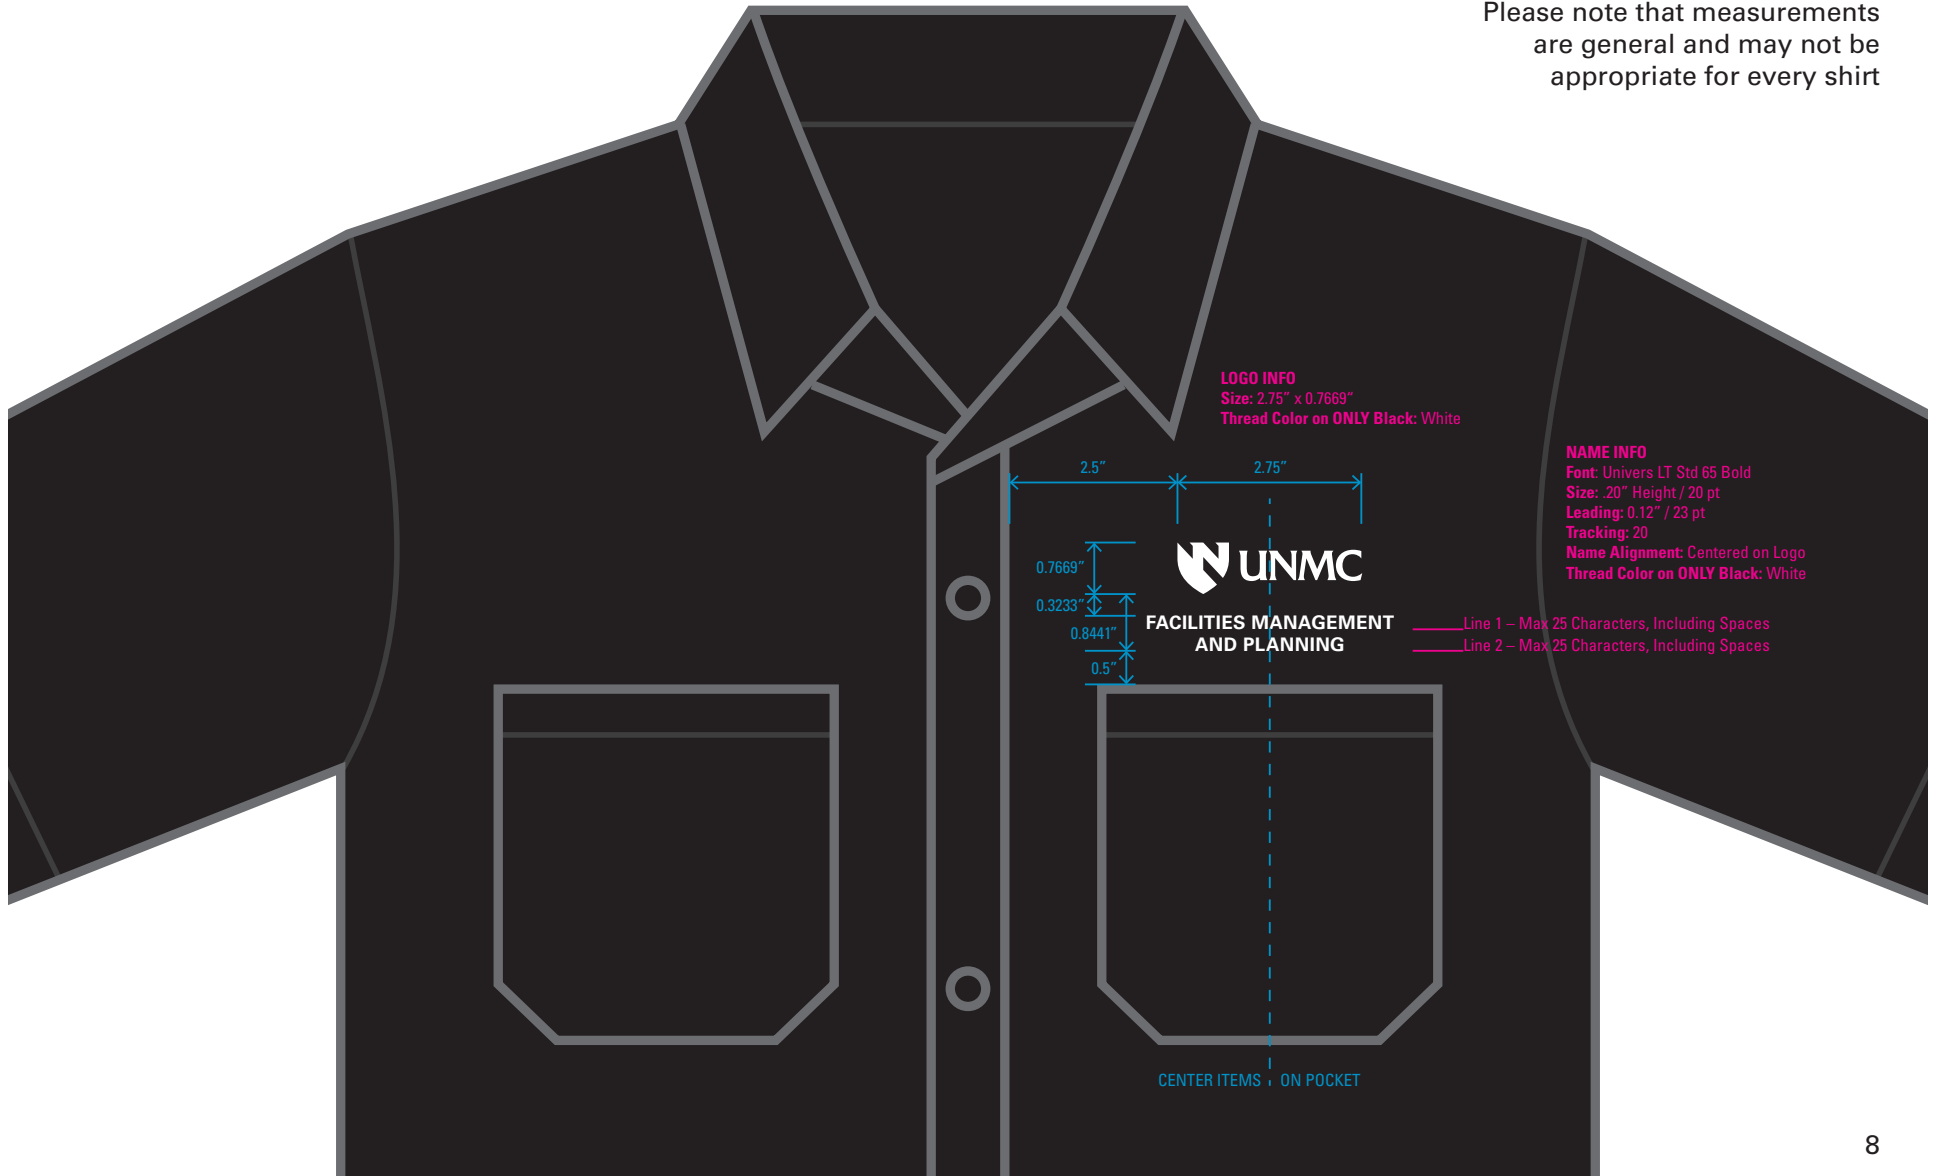 Please note that measurements
are general and may not be
appropriate for every shirt
LOGO INFO
Size: 2.75” x 0.7669”
Thread Color on ONLY Black: White
NAME INFO
Font: Univers LT Std 65 Bold
Size: .20” Height / 20 pt
Leading: 0.12” / 23 pt
Tracking: 20
Name Alignment: Centered on Logo
Thread Color on ONLY Black: White
2.5”
2.75”
0.7669”
UNMC
0.3233”
FACILITIES MANAGEMENT
Line 1 – Max 25 Characters, Including Spaces
0.8441”
AND PLANNING
Line 2 – Max 25 Characters, Including Spaces
0.5”
CENTER ITEMS ON POCKET
8